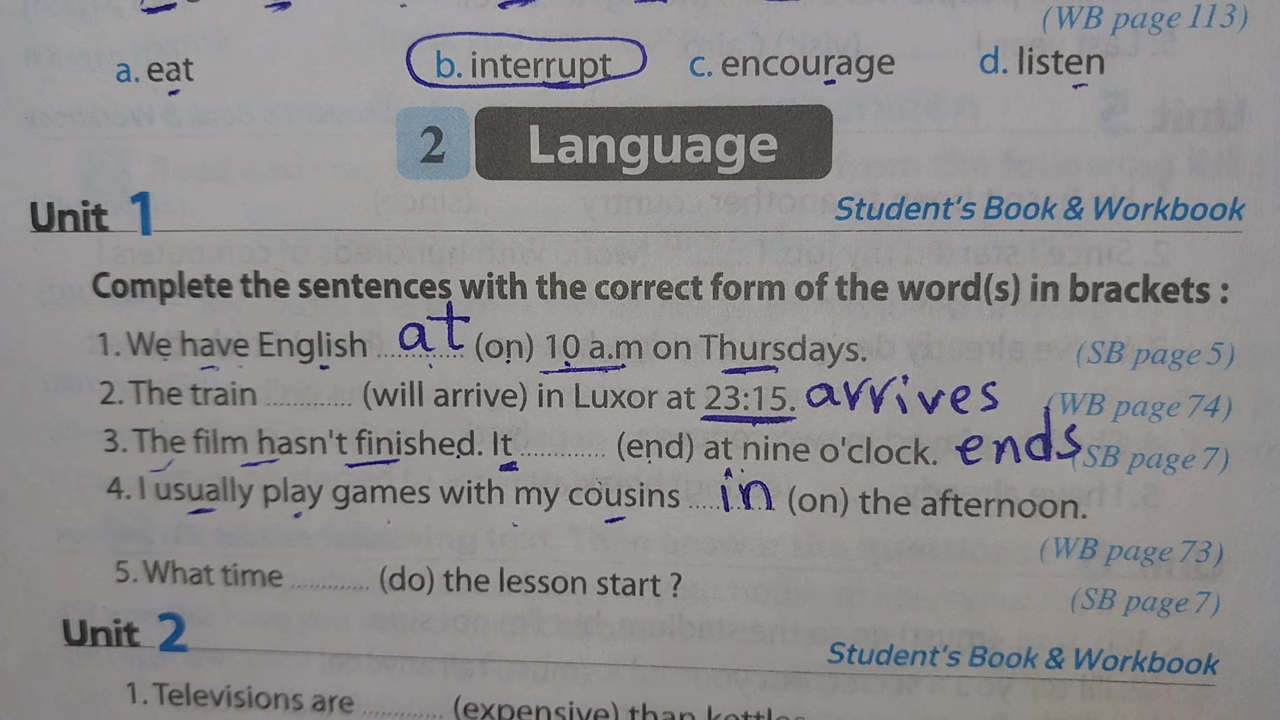 (WB page 113)
a. eat b. interrupt c. encourage d. listen
2 Language
Unit 1 Student's Book & Workbook
Complete the sentences with the correct form of the word(s) in brackets :
1. We have English ....at.... (on) 10 a.m on Thursdays. (SB page 5)
2. The train ............ (will arrive) in Luxor at 23:15. arrives (WB page 74)
3. The film hasn't finished. It ............ (end) at nine o'clock. ends (SB page 7)
4. I usually play games with my cousins ....in.... (on) the afternoon.
(WB page 73)
5. What time ............ (do) the lesson start ?
(SB page 7)
Unit 2 Student's Book & Workbook
1. Televisions are ............ (expensive) than kettles